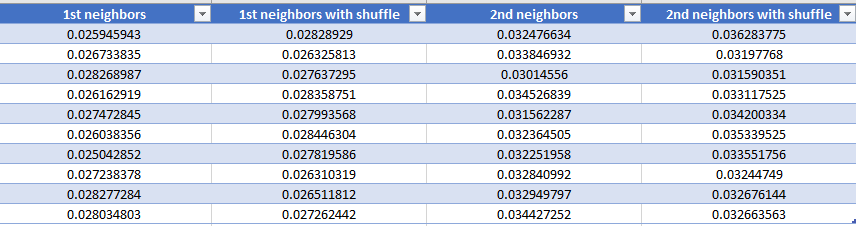 1st neighbors 1st neighbors with shuffle 2nd neighbors 2nd neighbors with shuffle
0.025945943 0.02828929 0.032476634 0.036283775
0.026733835 0.026325813 0.033846932 0.03197768
0.028268987 0.027637295 0.03014556 0.031590351
0.026162919 0.028358751 0.034526839 0.033117525
0.027472845 0.027993568 0.031562287 0.034200334
0.026038356 0.028446304 0.032364505 0.035339525
0.025042852 0.027819586 0.032251958 0.033551756
0.027238378 0.026310319 0.032840992 0.03244749
0.028277284 0.026511812 0.032949797 0.032676144
0.028034803 0.027262442 0.034427252 0.032663563